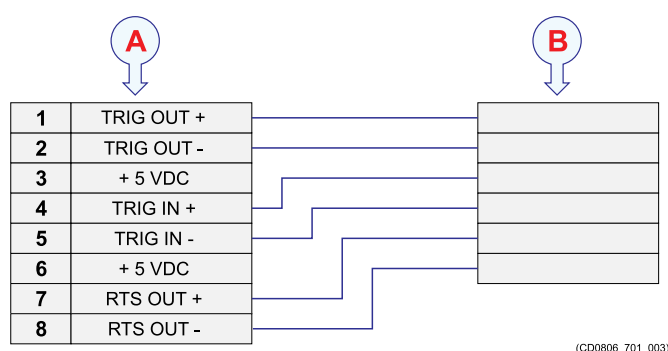 A B
1 TRIG OUT +
2 TRIG OUT -
3 + 5 VDC
4 TRIG IN +
5 TRIG IN -
6 + 5 VDC
7 RTS OUT +
8 RTS OUT -
(CD0806_701_003)